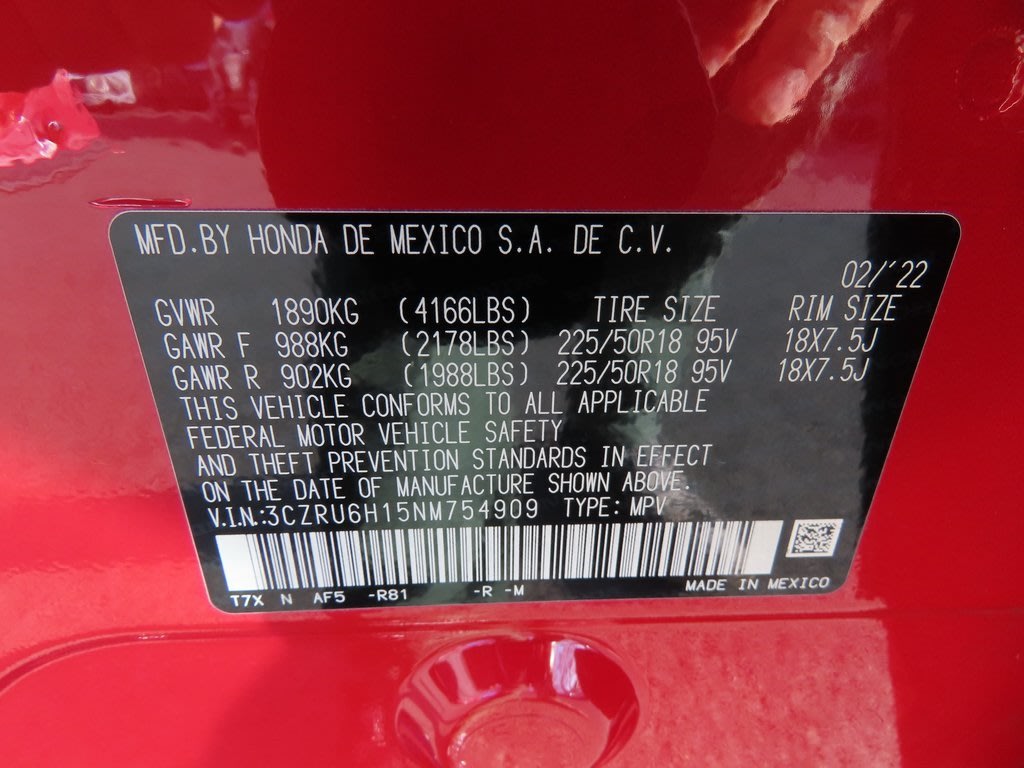 MFD.BY HONDA DE MEXICO S.A. DE C.V.
02/'22
GVWR 1890KG (4166LBS) TIRE SIZE RIM SIZE
GAWR F 988KG (2178LBS) 225/50R18 95V 18X7.5J
GAWR R 902KG (1988LBS) 225/50R18 95V 18X7.5J
THIS VEHICLE CONFORMS TO ALL APPLICABLE
FEDERAL MOTOR VEHICLE SAFETY
AND THEFT PREVENTION STANDARDS IN EFFECT
ON THE DATE OF MANUFACTURE SHOWN ABOVE.
V.I.N.:3CZRU6H15NM754909 TYPE: MPV
T7X N AF5 -R81 -R -M MADE IN MEXICO